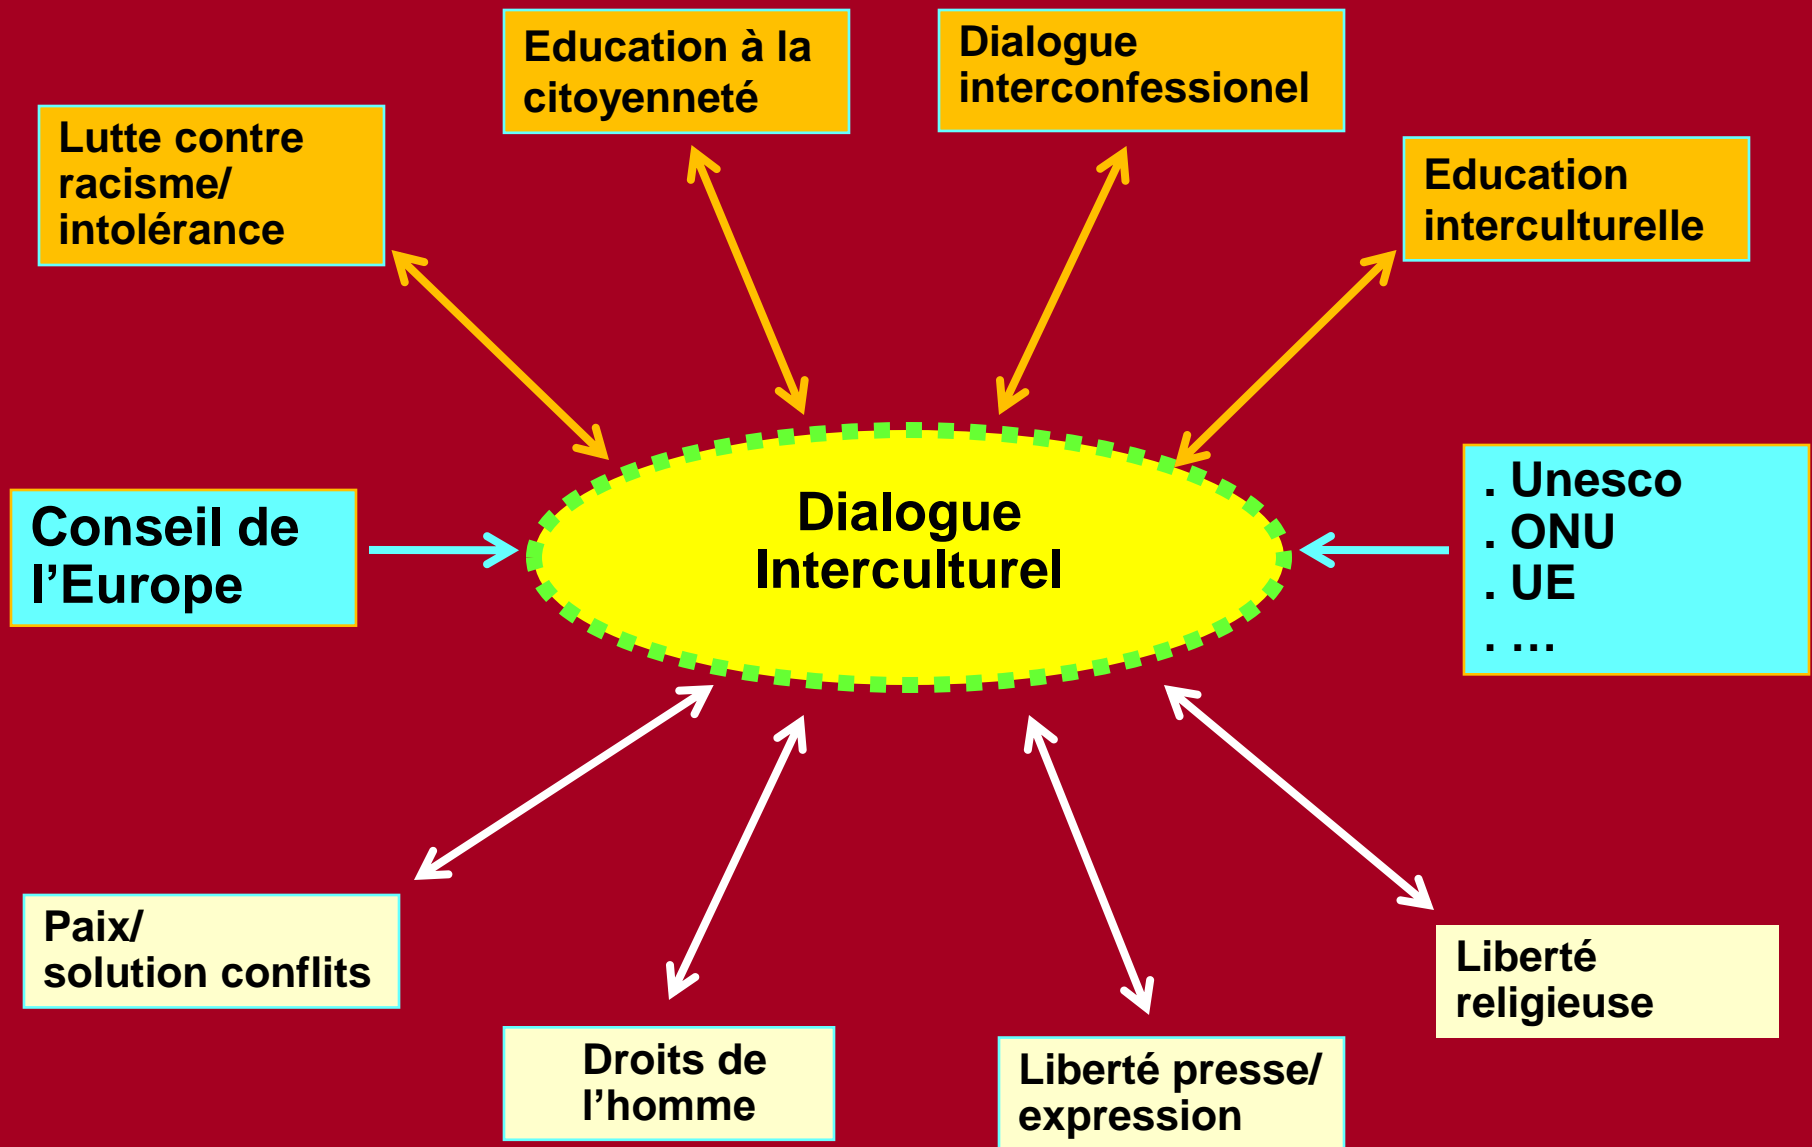 Education à la
citoyenneté
Dialogue
interconfessionel
Lutte contre
racisme/
intolérance
Education
interculturelle
Conseil de
l’Europe
Dialogue
Interculturel
. Unesco
. ONU
. UE
. …
Paix/
solution conflits
Droits de
l’homme
Liberté presse/
expression
Liberté
religieuse